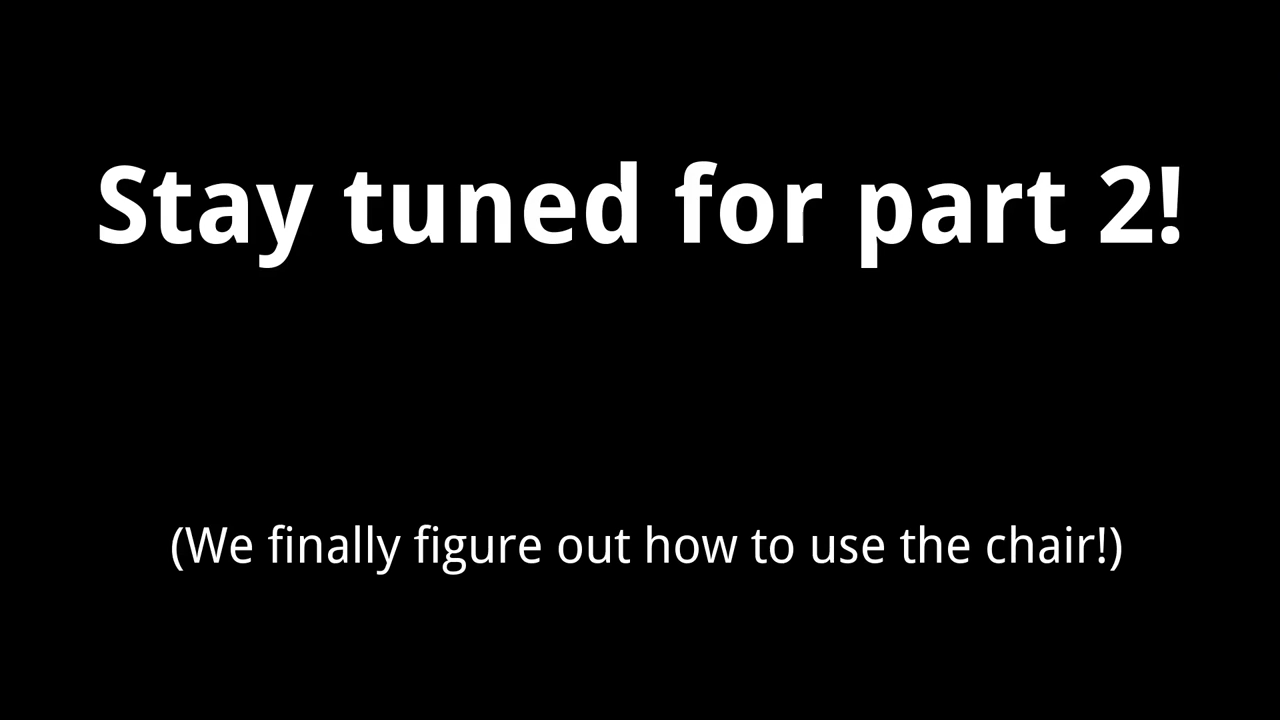 Stay tuned for part 2!
(We finally figure out how to use the chair!)